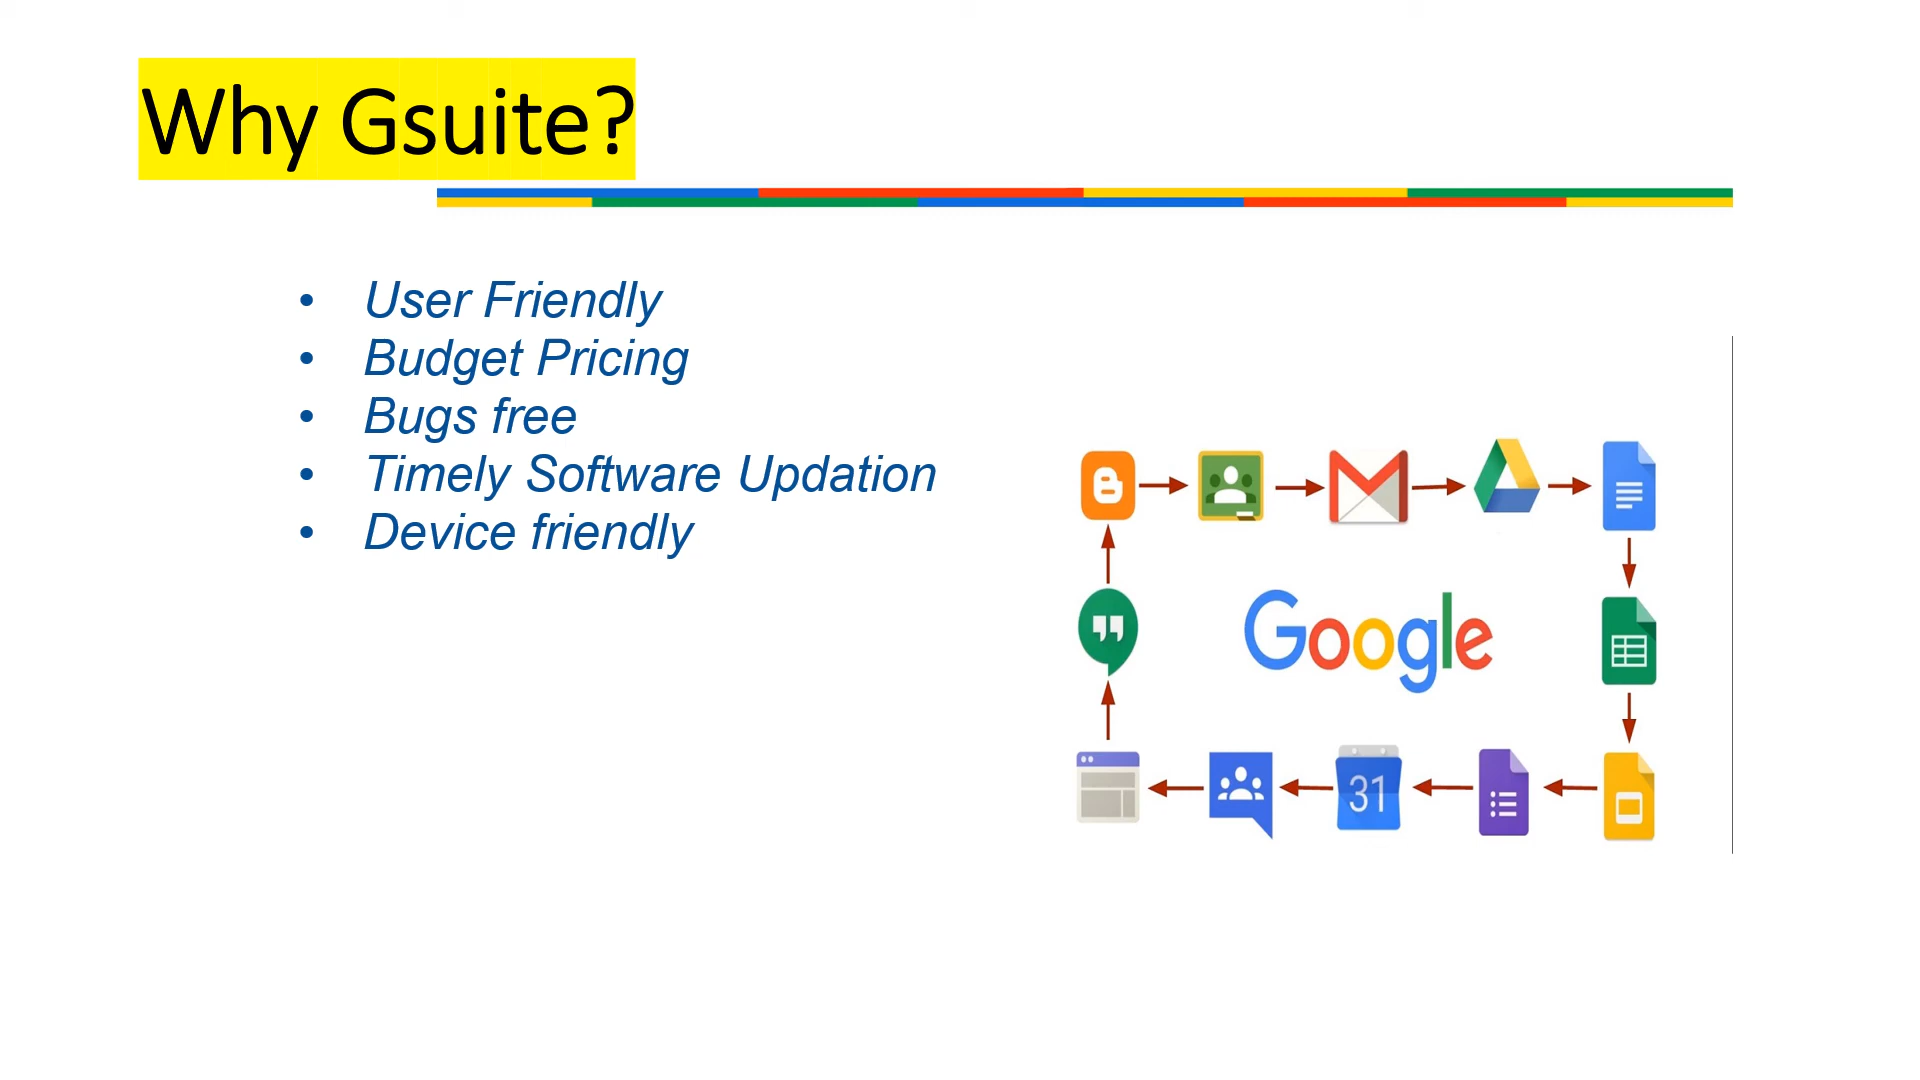 Why Gsuite?
• User Friendly
• Budget Pricing
• Bugs free
• Timely Software Updation
• Device friendly
Google
31